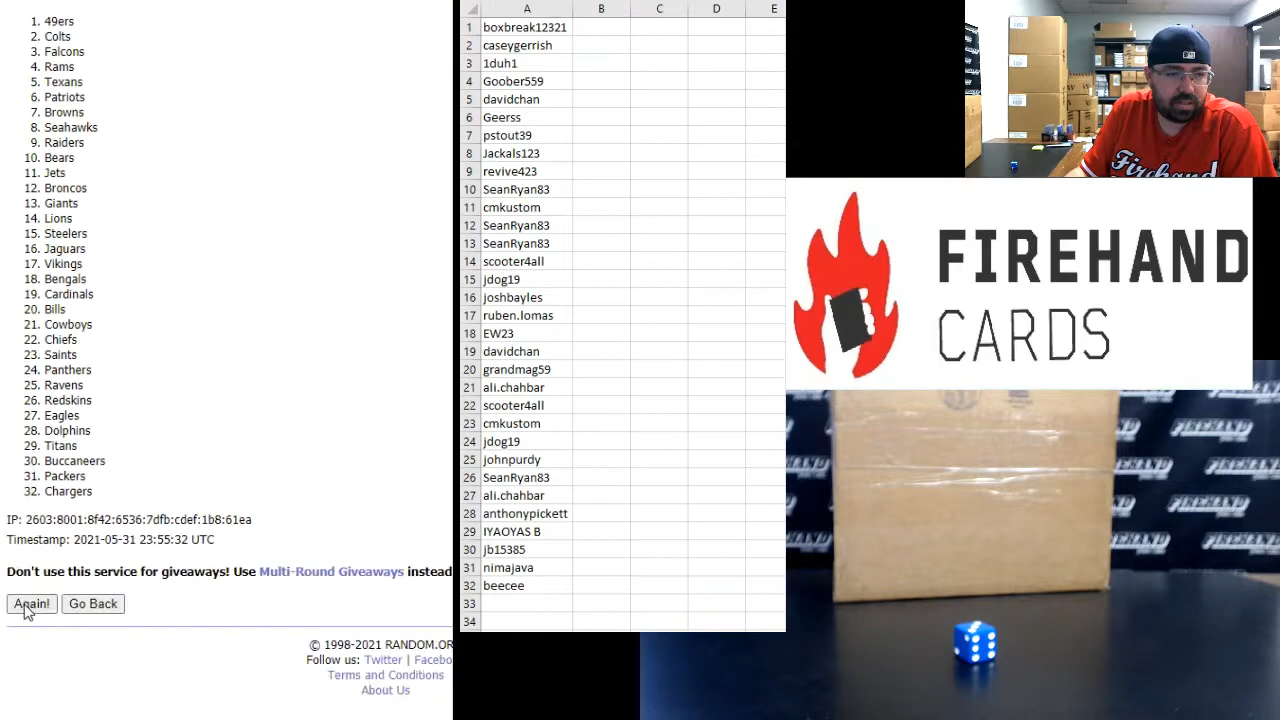 1. 49ers
2. Colts
3. Falcons
4. Rams
5. Texans
6. Patriots
7. Browns
8. Seahawks
9. Raiders
10. Bears
11. Jets
12. Broncos
13. Giants
14. Lions
15. Steelers
16. Jaguars
17. Vikings
18. Bengals
19. Cardinals
20. Bills
21. Cowboys
22. Chiefs
23. Saints
24. Panthers
25. Ravens
26. Redskins
27. Eagles
28. Dolphins
29. Titans
30. Buccaneers
31. Packers
32. Chargers
IP: 2603:8001:8f42:6536:7dfb:cdef:1b8:61ea
Timestamp: 2021-05-31 23:55:32 UTC
Don't use this service for giveaways! Use Multi-Round Giveaways instead
Again! Go Back
© 1998-2021 RANDOM.OR
Follow us: Twitter | Facebo
Terms and Conditions
About Us
A B C D E
1 boxbreak12321
2 caseygerrish
3 1duh1
4 Goober559
5 davidchan
6 Geerss
7 pstout39
8 Jackals123
9 revive423
10 SeanRyan83
11 cmkustom
12 SeanRyan83
13 SeanRyan83
14 scooter4all
15 jdog19
16 joshbayles
17 ruben.lomas
18 EW23
19 davidchan
20 grandmag59
21 ali.chahbar
22 scooter4all
23 cmkustom
24 jdog19
25 johnpurdy
26 SeanRyan83
27 ali.chahbar
28 anthonypickett
29 IYAOYAS B
30 jb15385
31 nimajava
32 beecee
33
34
Firehand
FIREHAND
CARDS
FIREHAND
FIREHAND
FIREHAND
FIREHAND
FIREHAND